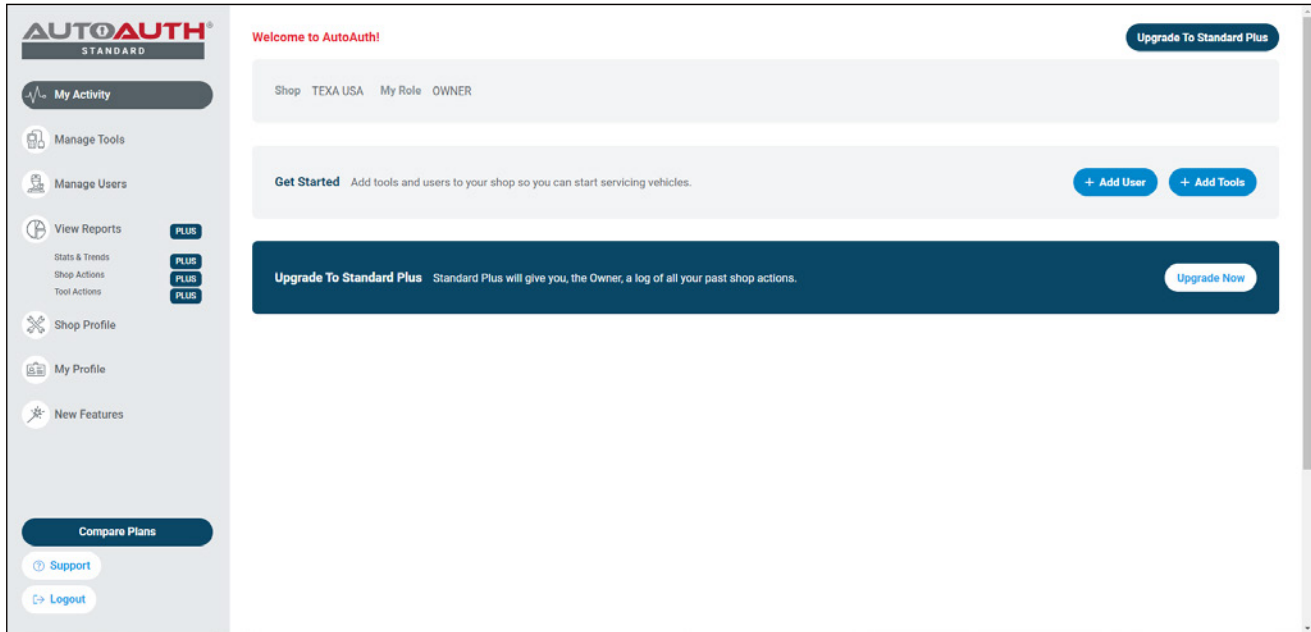 AUTOAUTH®
STANDARD
My Activity
Manage Tools
Manage Users
View Reports PLUS
Stats & Trends PLUS
Shop Actions PLUS
Tool Actions PLUS
Shop Profile
My Profile
New Features
Compare Plans
Support
Logout
Welcome to AutoAuth! Upgrade To Standard Plus
Shop TEXA USA My Role OWNER
Get Started Add tools and users to your shop so you can start servicing vehicles. + Add User + Add Tools
Upgrade To Standard Plus Standard Plus will give you, the Owner, a log of all your past shop actions. Upgrade Now